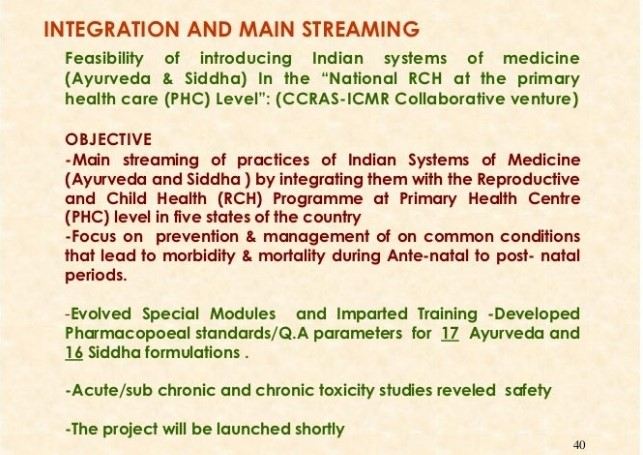 INTEGRATION AND MAIN STREAMING
Feasibility of introducing Indian systems of medicine
(Ayurveda & Siddha) In the “National RCH at the primary
health care (PHC) Level”: (CCRAS-ICMR Collaborative venture)
OBJECTIVE
-Main streaming of practices of Indian Systems of Medicine
(Ayurveda and Siddha ) by integrating them with the Reproductive
and Child Health (RCH) Programme at Primary Health Centre
(PHC) level in five states of the country
-Focus on prevention & management of on common conditions
that lead to morbidity & mortality during Ante-natal to post- natal
periods.
-Evolved Special Modules and Imparted Training -Developed
Pharmacopoeal standards/Q.A parameters for 17 Ayurveda and
16 Siddha formulations .
-Acute/sub chronic and chronic toxicity studies reveled safety
-The project will be launched shortly
40